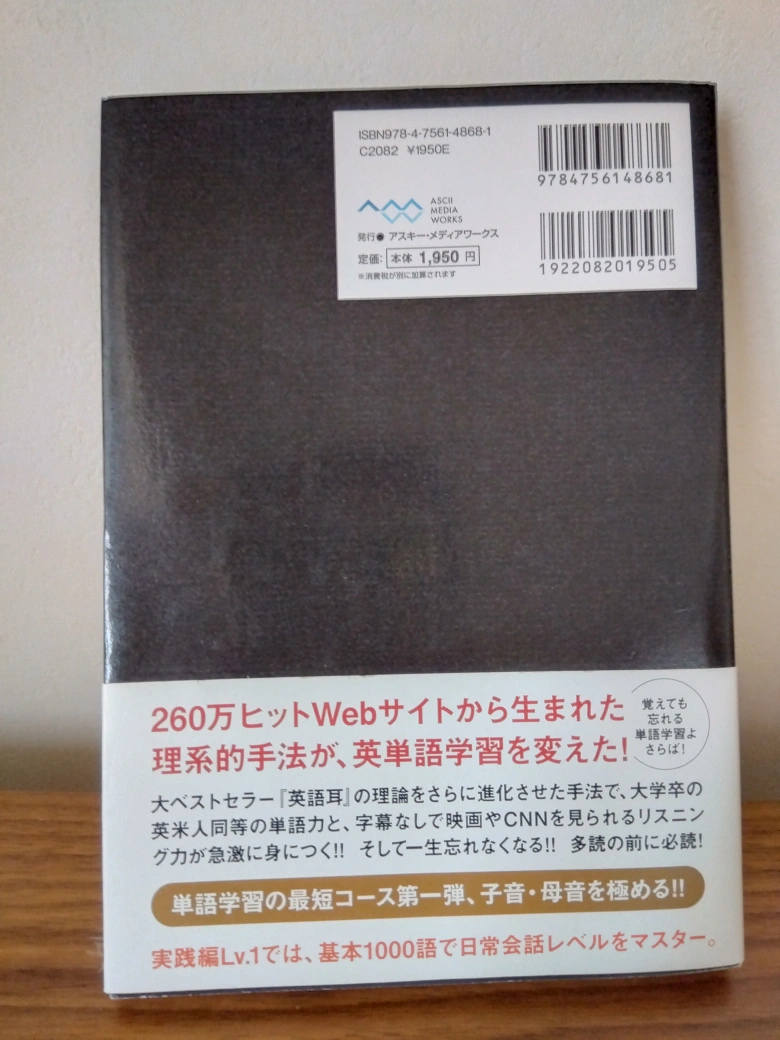 ISBN978-4-7561-4868-1
C2082 ¥1950E
9784756148681
ASCII
MEDIA
WORKS
発行●アスキー・メディアワークス
定価: 本体 1,950 円
※消費税が別に加算されます
1922082019505
260万ヒットWebサイトから生まれた
理系的手法が、英単語学習を変えた!
覚えても
忘れる
単語学習よ
さらば!
大ベストセラー『英語耳』の理論をさらに進化させた手法で、大学卒の
英米人同等の単語力と、字幕なしで映画やCNNを見られるリスニン
グ力が急激に身につく!! そして一生忘れなくなる!! 多読の前に必読!
単語学習の最短コース第一弾、子音・母音を極める!!
実践編Lv.1では、基本1000語で日常会話レベルをマスター。